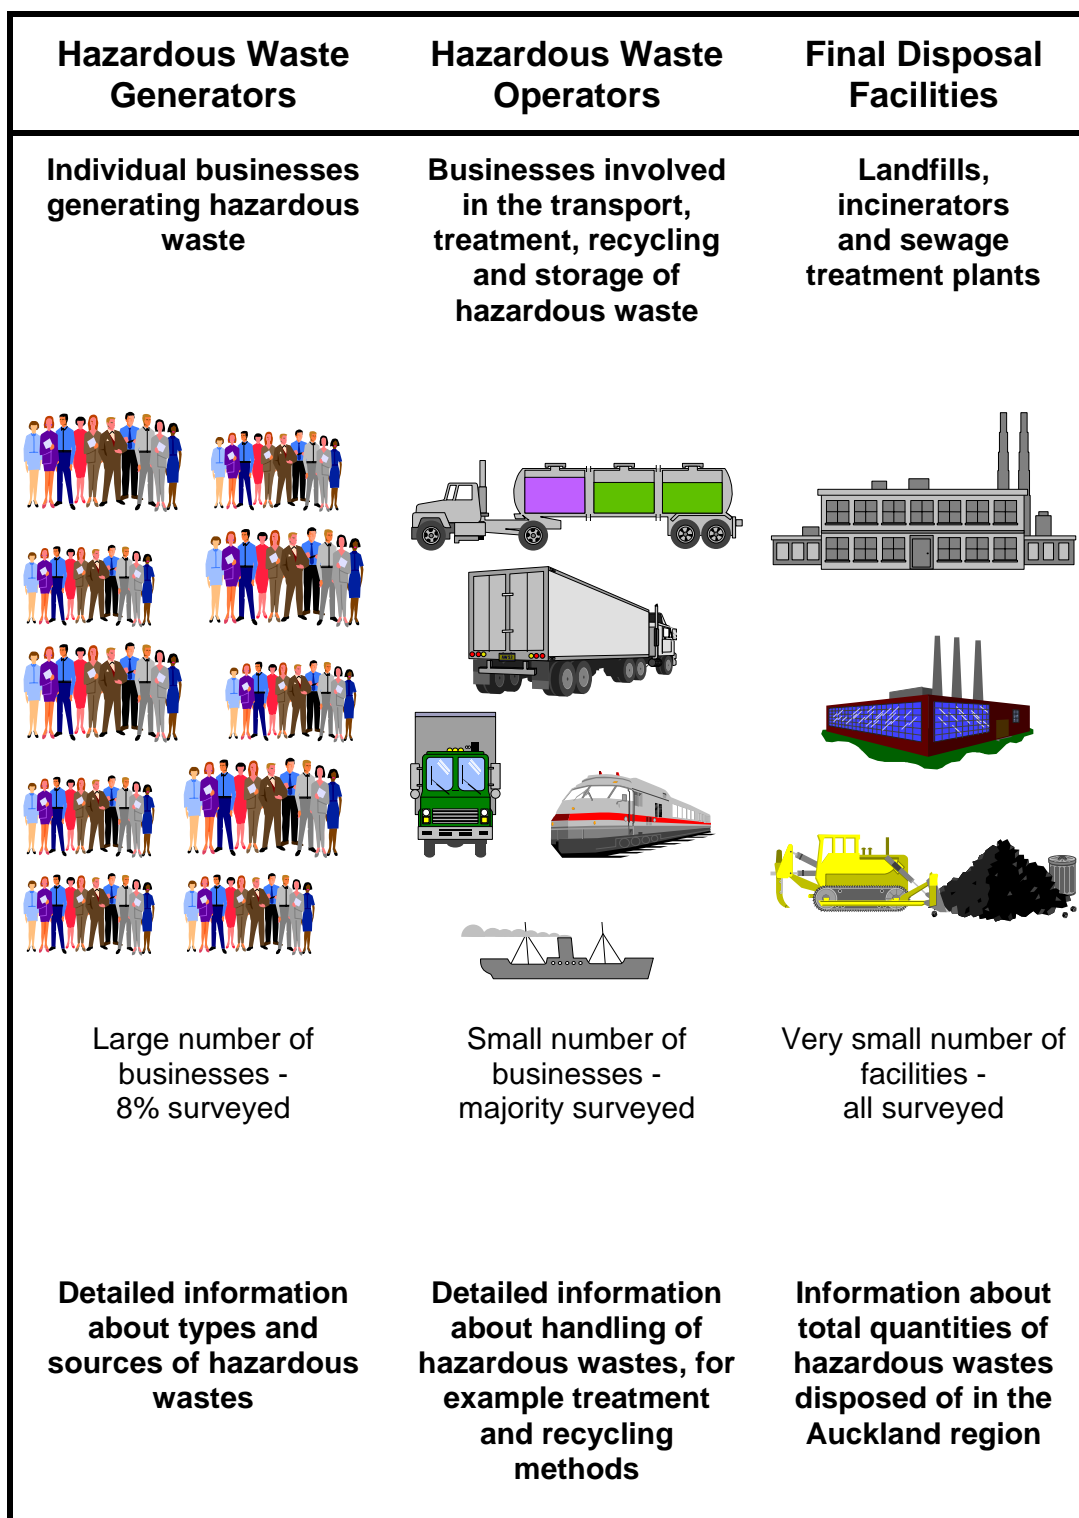 Hazardous Waste
Generators
Hazardous Waste
Operators
Final Disposal
Facilities
Individual businesses
generating hazardous
waste
Businesses involved
in the transport,
treatment, recycling
and storage of
hazardous waste
Landfills,
incinerators
and sewage
treatment plants
Large number of
businesses -
8% surveyed
Small number of
businesses -
majority surveyed
Very small number of
facilities -
all surveyed
Detailed information
about types and
sources of hazardous
wastes
Detailed information
about handling of
hazardous wastes, for
example treatment
and recycling
methods
Information about
total quantities of
hazardous wastes
disposed of in the
Auckland region